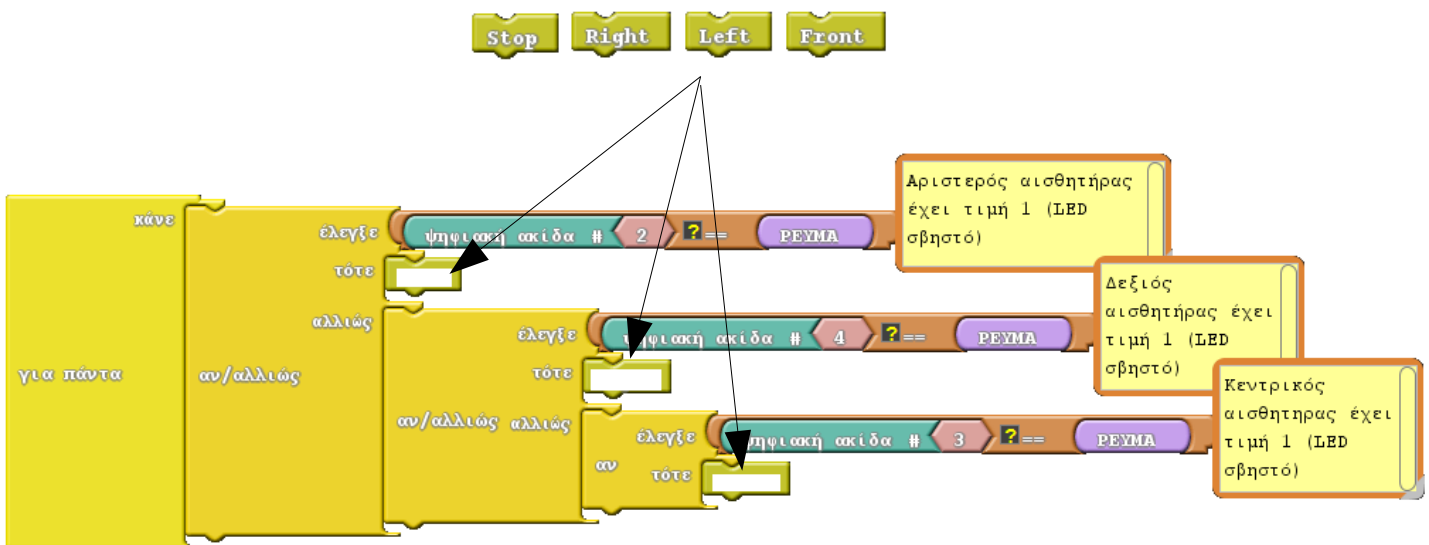 Stop Right Left Front
Αριστερός αισθητήρας
έχει τιμή 1 (LED
σβηστό)
κάνε
έλεγξε ψηφιακή ακίδα # 2 ? == ΡΕΥΜΑ
τότε
Δεξιός
αισθητήρας έχει
τιμή 1 (LED
σβηστό)
αλλιώς
έλεγξε ψηφιακή ακίδα # 4 ? == ΡΕΥΜΑ
τότε
για πάντα
αν/αλλιώς
Κεντρικός
αισθητηρας έχει
τιμή 1 (LED
σβηστό)
αν/αλλιώς αλλιώς
έλεγξε ψηφιακή ακίδα # 3 ? == ΡΕΥΜΑ
αν
τότε